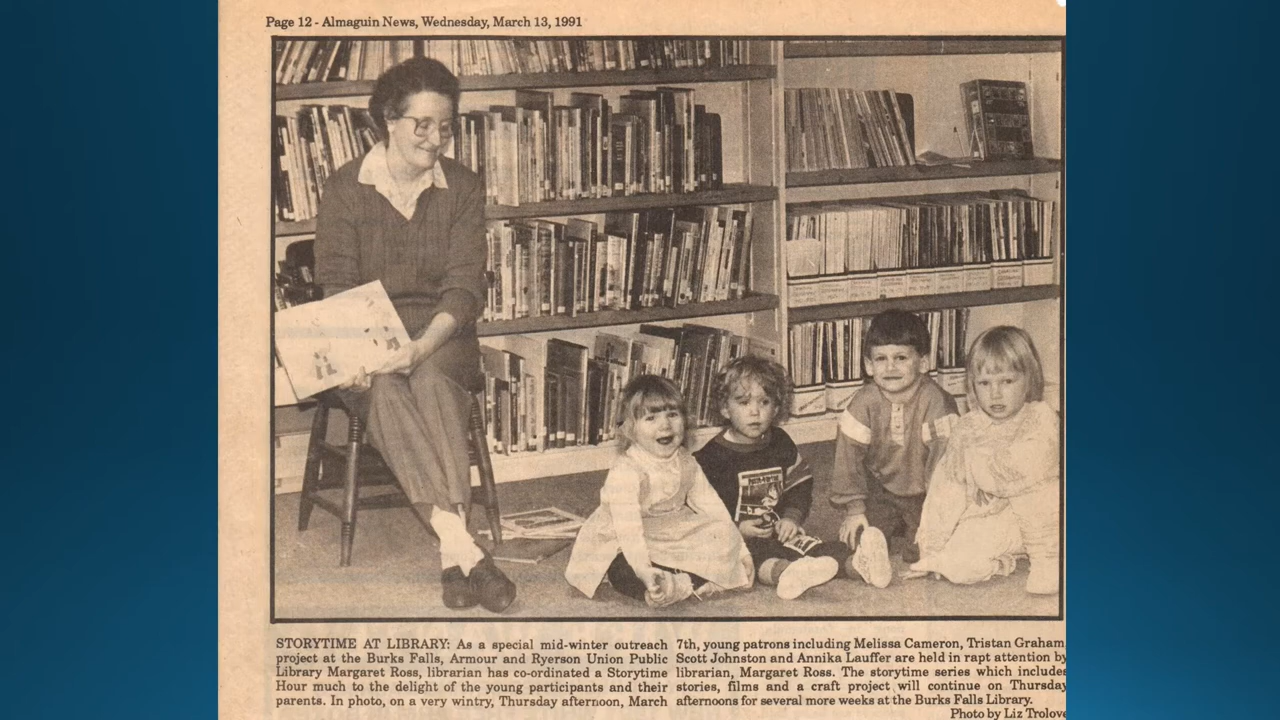 Page 12 - Almaguin News, Wednesday, March 13, 1991
STORYTIME AT LIBRARY: As a special mid-winter outreach
project at the Burks Falls, Armour and Ryerson Union Public
Library Margaret Ross, librarian has co-ordinated a Storytime
Hour much to the delight of the young participants and their
parents. In photo, on a very wintry, Thursday afternoon, March
7th, young patrons including Melissa Cameron, Tristan Graham,
Scott Johnston and Annika Lauffer are held in rapt attention by
librarian, Margaret Ross. The storytime series which includes
stories, films and a craft project will continue on Thursday
afternoons for several more weeks at the Burks Falls Library.
Photo by Liz Trolove